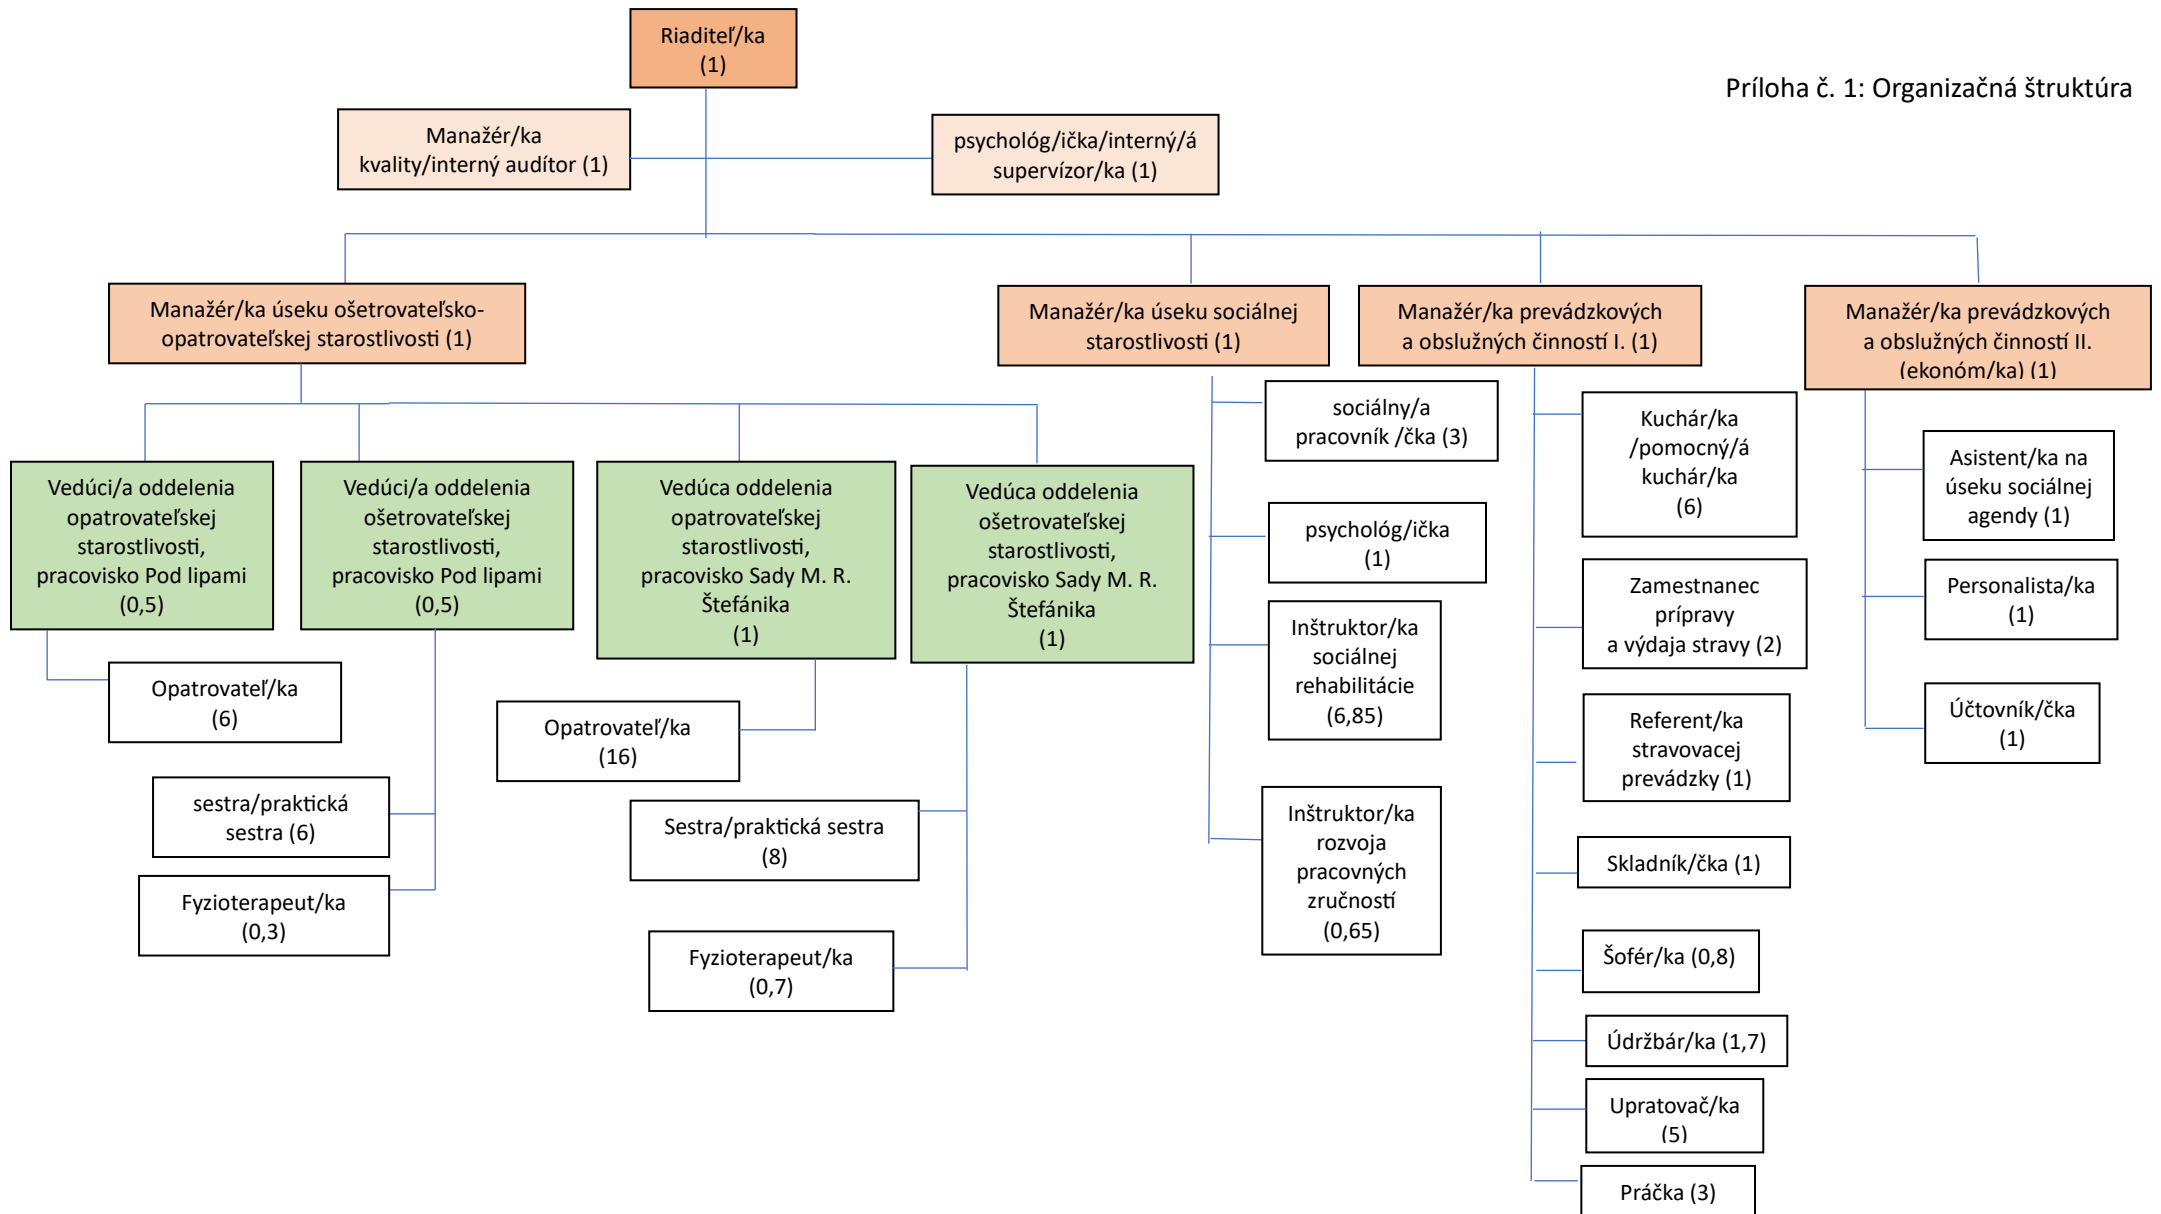 Riaditeľ/ka
(1)
Príloha č. 1: Organizačná štruktúra
Manažér/ka
kvality/interný audítor (1)
psychológ/ička/interný/á
supervízor/ka (1)
Manažér/ka úseku ošetrovateľsko-
opatrovateľskej starostlivosti (1)
Manažér/ka úseku sociálnej
starostlivosti (1)
Manažér/ka prevádzkových
a obslužných činností I. (1)
Manažér/ka prevádzkových
a obslužných činností II.
(ekonóm/ka) (1)
Vedúci/a oddelenia
opatrovateľskej
starostlivosti,
pracovisko Pod lipami
(0,5)
Vedúci/a oddelenia
ošetrovateľskej
starostlivosti,
pracovisko Pod lipami
(0,5)
Vedúca oddelenia
opatrovateľskej
starostlivosti,
pracovisko Sady M. R.
Štefánika
(1)
Vedúca oddelenia
ošetrovateľskej
starostlivosti,
pracovisko Sady M. R.
Štefánika
(1)
Opatrovateľ/ka
(6)
sestra/praktická
sestra (6)
Fyzioterapeut/ka
(0,3)
Opatrovateľ/ka
(16)
Sestra/praktická sestra
(8)
Fyzioterapeut/ka
(0,7)
sociálny/a
pracovník /čka (3)
psychológ/ička
(1)
Inštruktor/ka
sociálnej
rehabilitácie
(6,85)
Inštruktor/ka
rozvoja
pracovných
zručností
(0,65)
Kuchár/ka
/pomocný/á
kuchár/ka
(6)
Zamestnanec
prípravy
a výdaja stravy (2)
Referent/ka
stravovacej
prevádzky (1)
Skladník/čka (1)
Šofér/ka (0,8)
Údržbár/ka (1,7)
Upratovač/ka
(5)
Práčka (3)
Asistent/ka na
úseku sociálnej
agendy (1)
Personalista/ka
(1)
Účtovník/čka
(1)